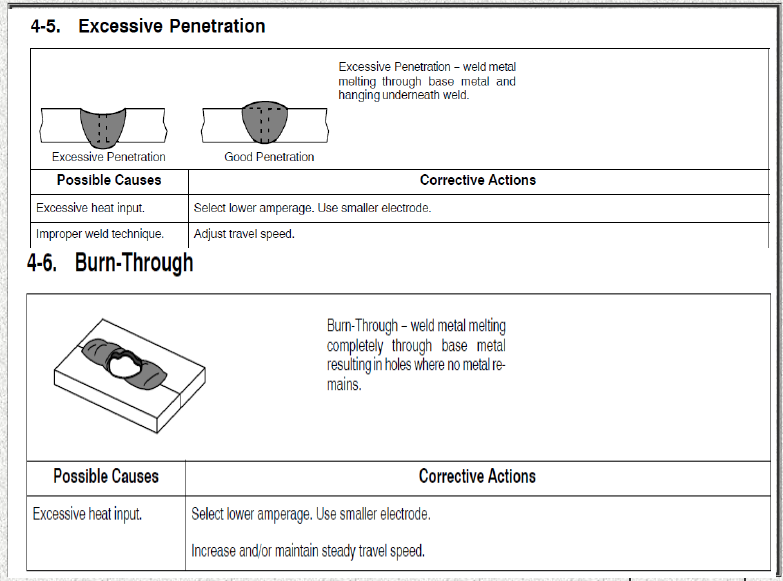 4-5. Excessive Penetration
Excessive Penetration – weld metal
melting through base metal and
hanging underneath weld.
Excessive Penetration
Good Penetration
Possible Causes
Corrective Actions
Excessive heat input.
Select lower amperage. Use smaller electrode.
Improper weld technique.
Adjust travel speed.
4-6. Burn-Through
Burn-Through – weld metal melting
completely through base metal
resulting in holes where no metal re-
mains.
Possible Causes
Corrective Actions
Excessive heat input.
Select lower amperage. Use smaller electrode.
Increase and/or maintain steady travel speed.